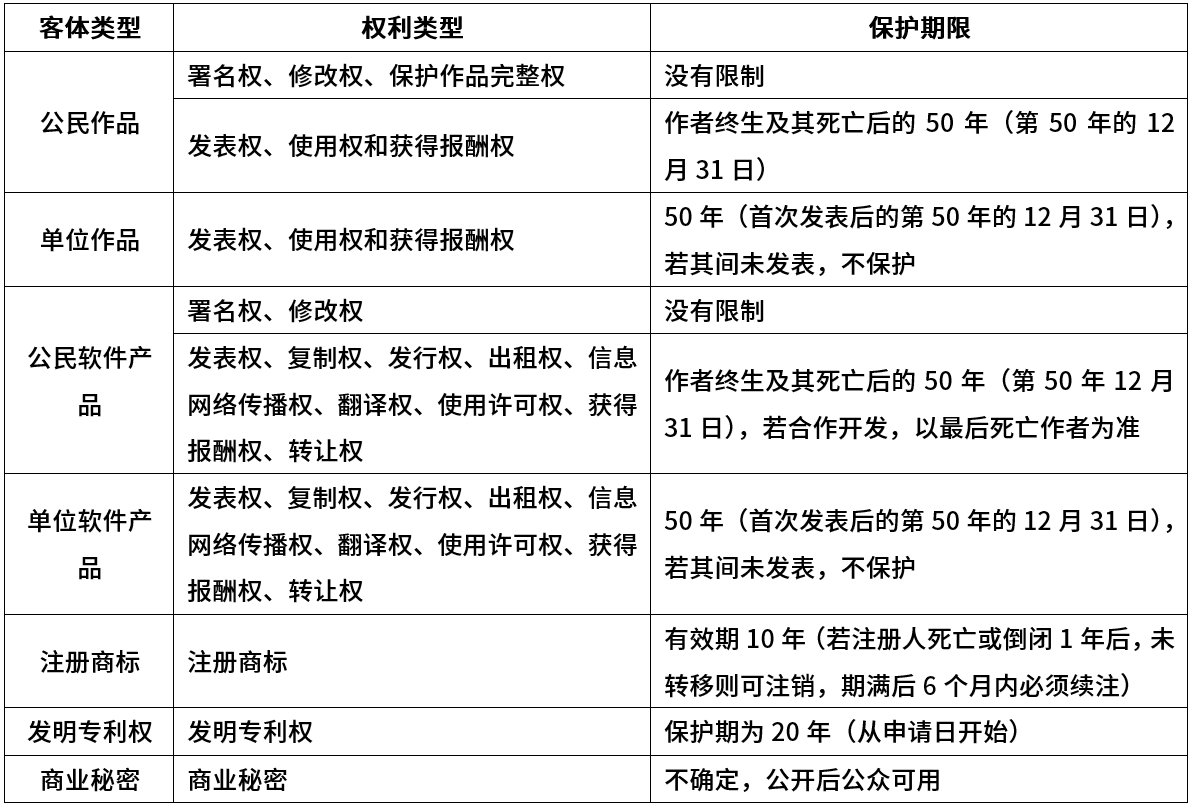 客体类型 权利类型 保护期限
公民作品
署名权、修改权、保护作品完整权
没有限制
发表权、使用权和获得报酬权
作者终生及其死亡后的 50 年（第 50 年的 12
月 31 日）
单位作品
发表权、使用权和获得报酬权
50 年（首次发表后的第 50 年的 12 月 31 日），
若其间未发表，不保护
公民软件产
品
署名权、修改权
没有限制
发表权、复制权、发行权、出租权、信息
网络传播权、翻译权、使用许可权、获得
报酬权、转让权
作者终生及其死亡后的 50 年（第 50 年 12 月
31 日），若合作开发，以最后死亡作者为准
单位软件产
品
发表权、复制权、发行权、出租权、信息
网络传播权、翻译权、使用许可权、获得
报酬权、转让权
50 年（首次发表后的第 50 年的 12 月 31 日），
若其间未发表，不保护
注册商标
注册商标
有效期 10 年（若注册人死亡或倒闭 1 年后，未
转移则可注销，期满后 6 个月内必须续注）
发明专利权
发明专利权
保护期为 20 年（从申请日开始）
商业秘密
商业秘密
不确定，公开后公众可用